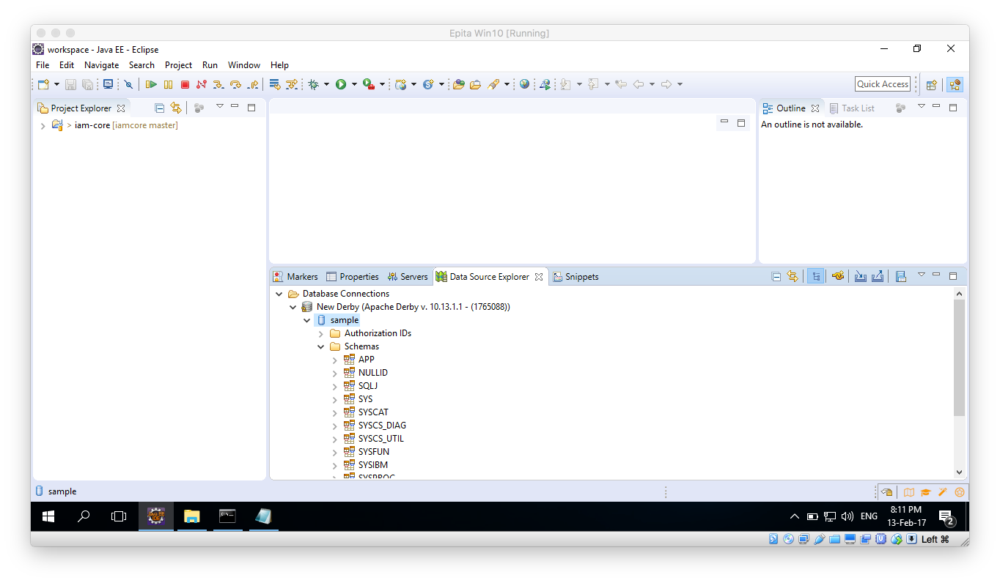 Epita Win10 [Running]
workspace - Java EE - Eclipse
File Edit Navigate Search Project Run Window Help
Quick Access
Project Explorer
> iam-core [iamcore master]
Outline Task List
An outline is not available.
Markers Properties Servers Data Source Explorer Snippets
Database Connections
New Derby (Apache Derby v. 10.13.1.1 - (1765088))
sample
Authorization IDs
Schemas
APP
NULLID
SQLJ
SYS
SYSCAT
SYSCS_DIAG
SYSCS_UTIL
SYSFUN
SYSIBM
SYSPROC
sample
JAVA EE
IDE
ENG
8:11 PM
13-Feb-17
2
Left ⌘